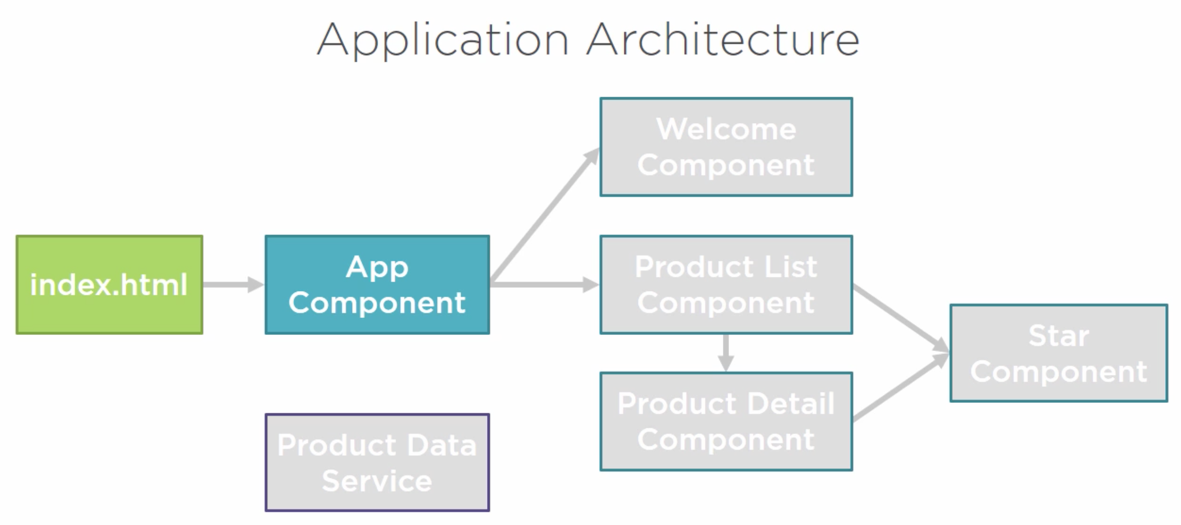 Application Architecture
Welcome
Component
index.html
App
Component
Product List
Component
Star
Component
Product Detail
Component
Product Data
Service